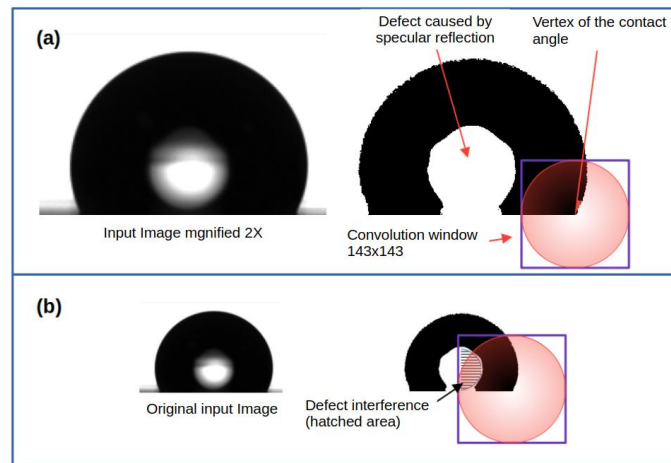 (a)
Defect caused by
specular reflection
Vertex of the contact
angle
Input Image mgnified 2X
Convolution window
143x143
(b)
Original input Image
Defect interference
(hatched area)